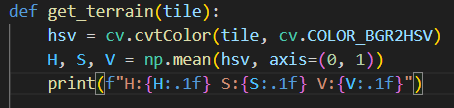 def get_terrain(tile):
    hsv = cv.cvtColor(tile, cv.COLOR_BGR2HSV)
    H, S, V = np.mean(hsv, axis=(0, 1))
    print(f"H:{H:.1f} S:{S:.1f} V:{V:.1f}")